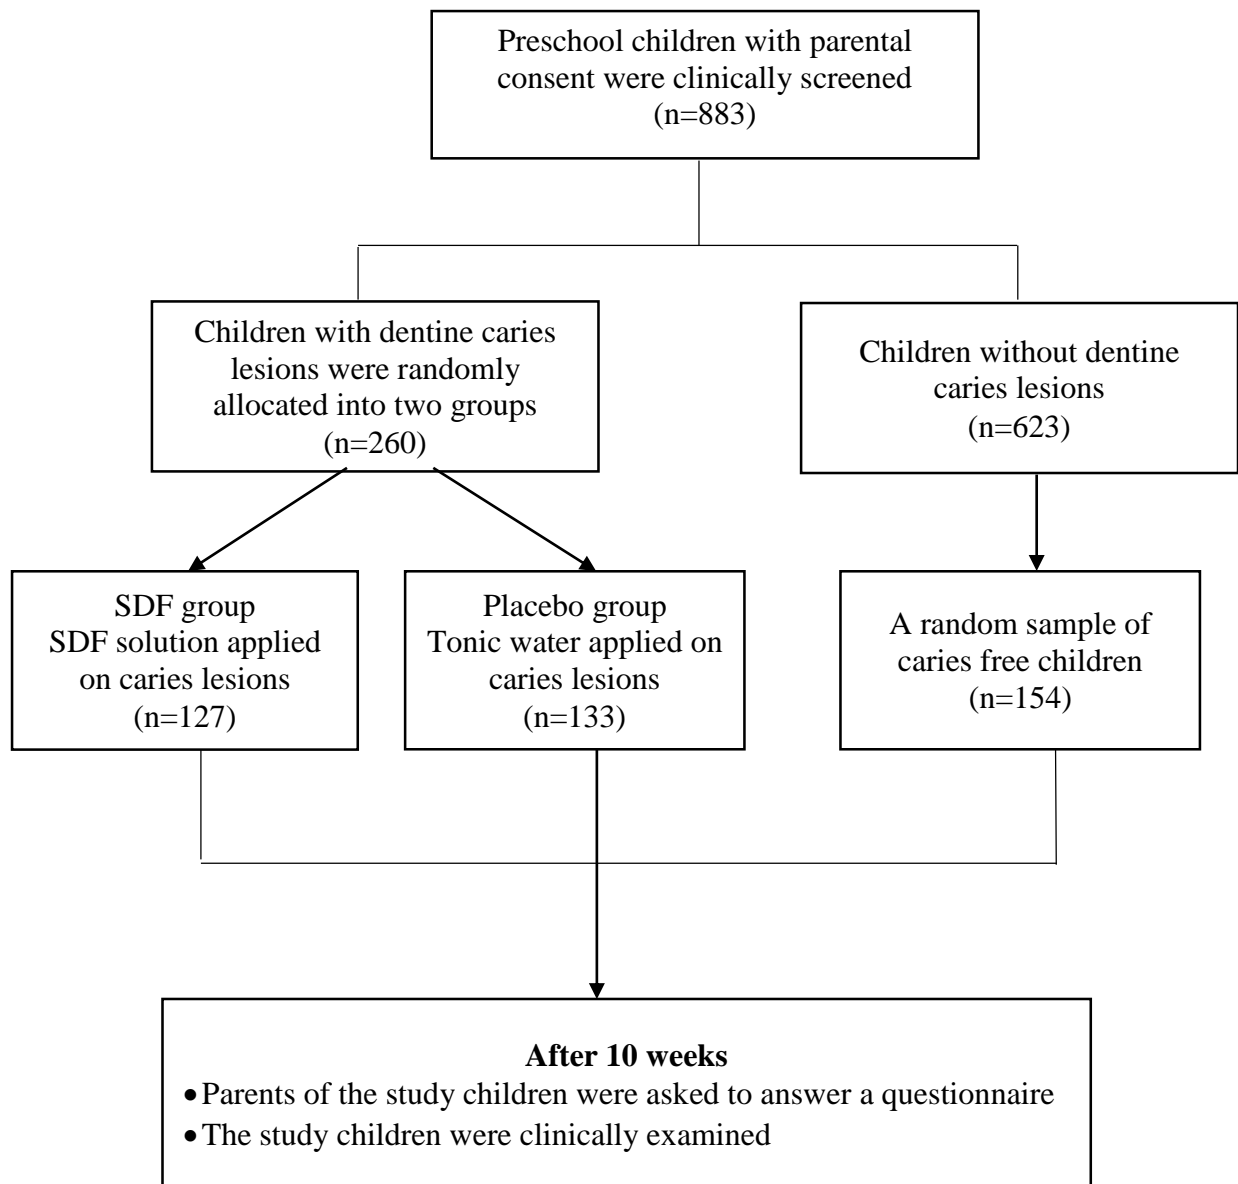 Preschool children with parental
consent were clinically screened
(n=883)
Children with dentine caries
lesions were randomly
allocated into two groups
(n=260)
Children without dentine
caries lesions
(n=623)
SDF group
SDF solution applied
on caries lesions
(n=127)
Placebo group
Tonic water applied on
caries lesions
(n=133)
A random sample of
caries free children
(n=154)
After 10 weeks
•Parents of the study children were asked to answer a questionnaire
•The study children were clinically examined